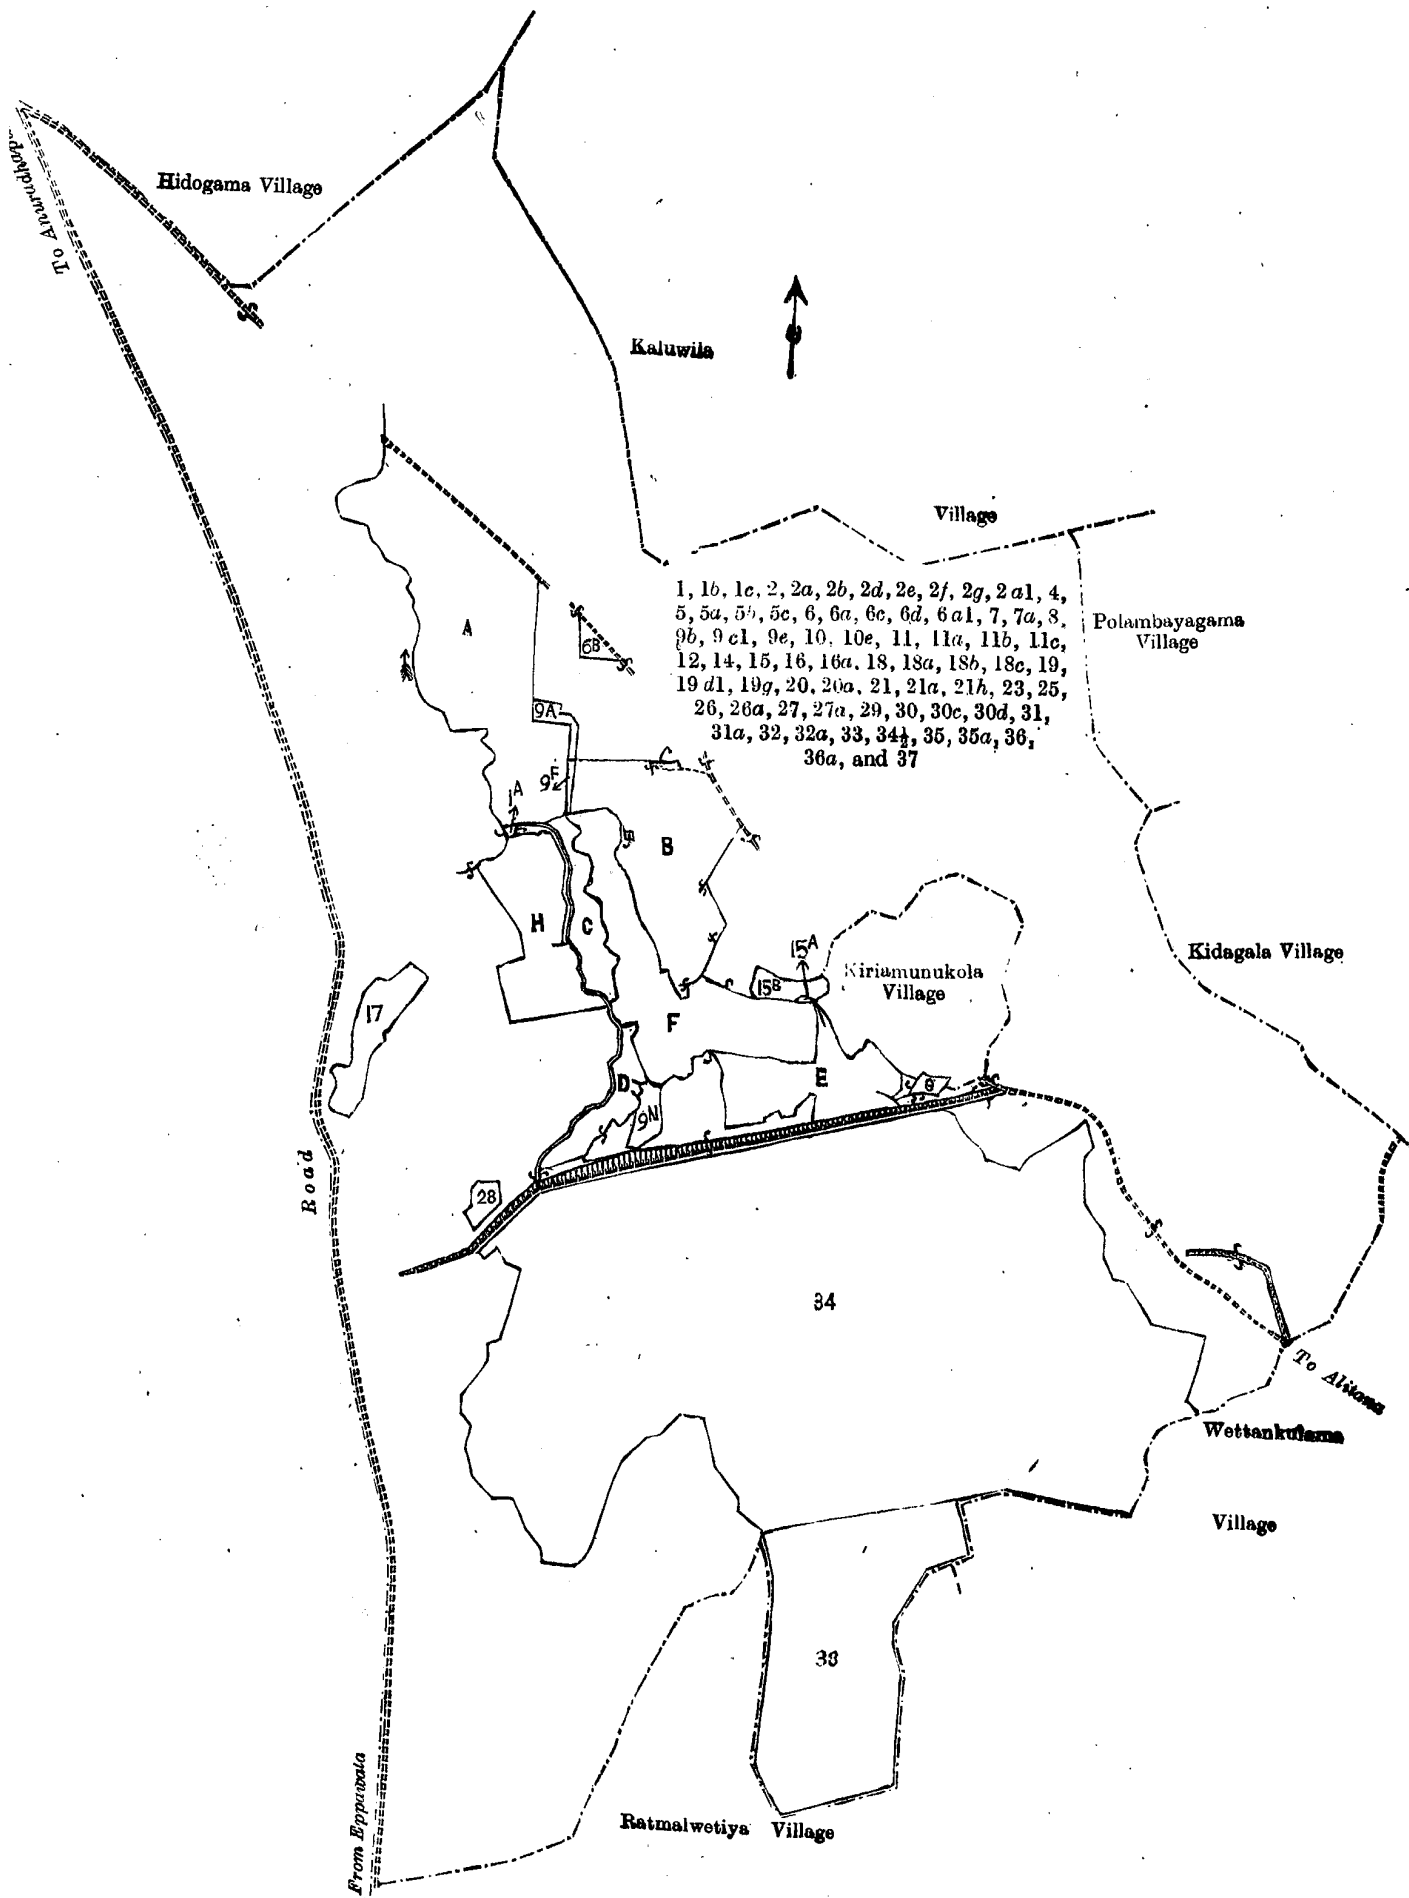 Hidogama Village
To Anurudhap
Kaluwila
Village
1, 1b, 1c, 2, 2a, 2b, 2d, 2e, 2f, 2g, 2 a1, 4,
5, 5a, 5b, 5c, 6, 6a, 6c, 6d, 6 a1, 7, 7a, 8,
9b, 9 c1, 9e, 10, 10e, 11, 11a, 11b, 11c,
12, 14, 15, 16, 16a, 18, 18a, 18b, 18c, 19,
19 d1, 19g, 20, 20a, 21, 21a, 21h, 23, 25,
26, 26a, 27, 27a, 29, 30, 30c, 30d, 31,
31a, 32, 32a, 33, 34½, 35, 35a, 36,
36a, and 37
Polambayagama
Village
A
6B
9A
9F
1A
B
H
C
15A
15B
Kiriamunukola
Village
Kidagala Village
17
F
D
E
9N
Road
28
34
To Alitana
Wettankulama
Village
38
From Eppawala
Ratmalwetiya Village